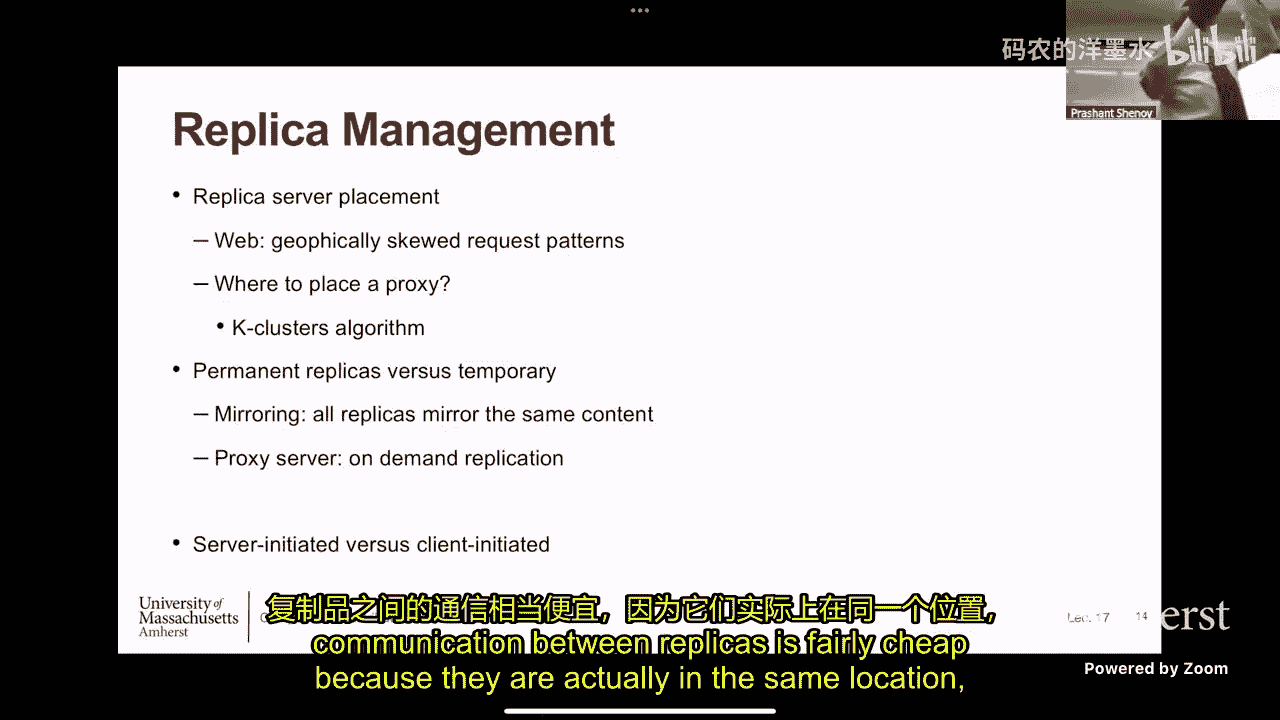 码农的洋墨水 bilibili
Prashant Shenoy
Replica Management
• Replica server placement
– Web: geophically skewed request patterns
– Where to place a proxy?
• K-clusters algorithm
• Permanent replicas versus temporary
– Mirroring: all replicas mirror the same content
– Proxy server: on demand replication
• Server-initiated versus client-initiated
University of
Massachusetts
Amherst
Lec. 17 14
erst
复制品之间的通信相当便宜，因为它们实际上在同一个位置，
communication between replicas is fairly cheap
because they are actually in the same location,
Powered by Zoom